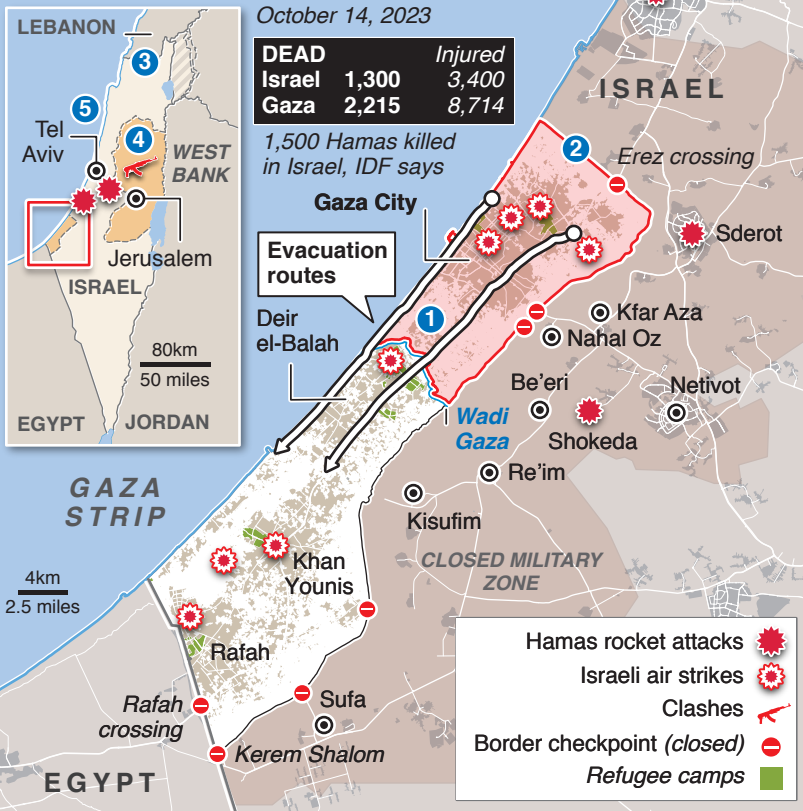 October 14, 2023
DEAD Injured
Israel 1,300 3,400
Gaza 2,215 8,714
1,500 Hamas killed
in Israel, IDF says
LEBANON
3
5
Tel
Aviv
4
WEST
BANK
Jerusalem
ISRAEL
80km
50 miles
EGYPT
JORDAN
ISRAEL
2
Erez crossing
Gaza City
Sderot
Evacuation
routes
1
Kfar Aza
Nahal Oz
Deir
el-Balah
Be'eri
Netivot
Wadi
Gaza
Shokeda
Re'im
GAZA
STRIP
Kisufim
CLOSED MILITARY
ZONE
Khan
Younis
4km
2.5 miles
Rafah
Rafah
crossing
Sufa
Kerem Shalom
EGYPT
Hamas rocket attacks
Israeli air strikes
Clashes
Border checkpoint (closed)
Refugee camps